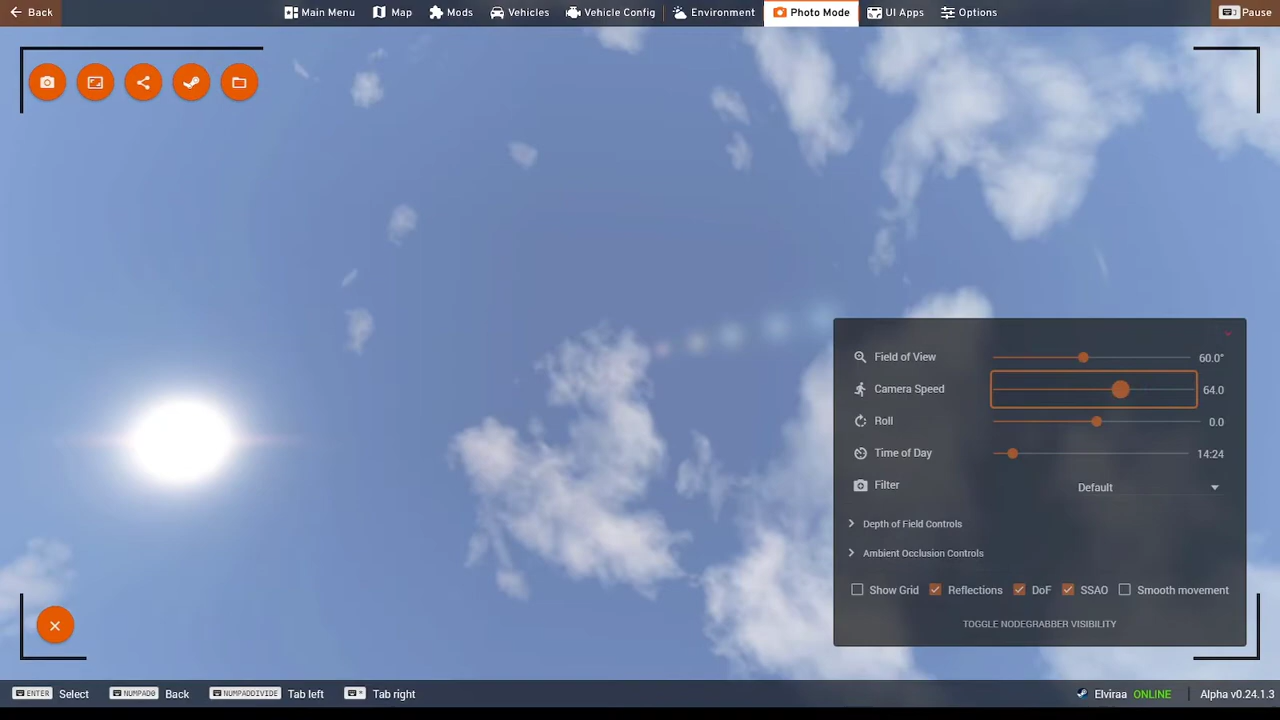 Back
Main Menu
Map
Mods
Vehicles
Vehicle Config
Environment
Photo Mode
UI Apps
Options
Pause
Field of View 60.0°
Camera Speed 64.0
Roll 0.0
Time of Day 14:24
Filter Default
Depth of Field Controls
Ambient Occlusion Controls
Show Grid Reflections DoF SSAO Smooth movement
TOGGLE NODEGRABBER VISIBILITY
ENTER Select NUMPAD0 Back NUMPADDIVIDE Tab left * Tab right
Elviraa ONLINE Alpha v0.24.1.3